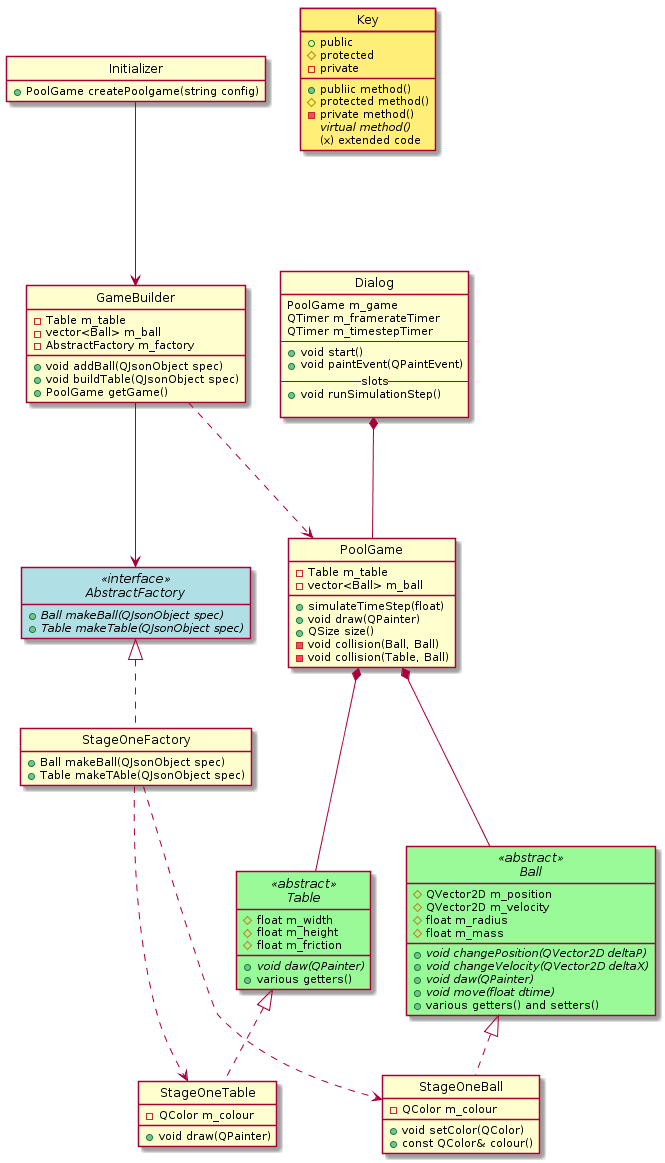 Key
public
protected
private
publiic method()
protected method()
private method()
virtual method()
(x) extended code
Initializer
PoolGame createPoolgame(string config)
GameBuilder
Table m_table
vector<Ball> m_ball
AbstractFactory m_factory
void addBall(QJsonObject spec)
void buildTable(QJsonObject spec)
PoolGame getGame()
Dialog
PoolGame m_game
QTimer m_framerateTimer
QTimer m_timestepTimer
void start()
void paintEvent(QPaintEvent)
slots
void runSimulationStep()
«interface»
AbstractFactory
Ball makeBall(QJsonObject spec)
Table makeTable(QJsonObject spec)
PoolGame
Table m_table
vector<Ball> m_ball
simulateTimeStep(float)
void draw(QPainter)
QSize size()
void collision(Ball, Ball)
void collision(Table, Ball)
StageOneFactory
Ball makeBall(QJsonObject spec)
Table makeTAble(QJsonObject spec)
«abstract»
Table
float m_width
float m_height
float m_friction
void daw(QPainter)
various getters()
«abstract»
Ball
QVector2D m_position
QVector2D m_velocity
float m_radius
float m_mass
void changePosition(QVector2D deltaP)
void changeVelocity(QVector2D deltaX)
void daw(QPainter)
void move(float dtime)
various getters() and setters()
StageOneTable
QColor m_colour
void draw(QPainter)
StageOneBall
QColor m_colour
void setColor(QColor)
const QColor& colour()